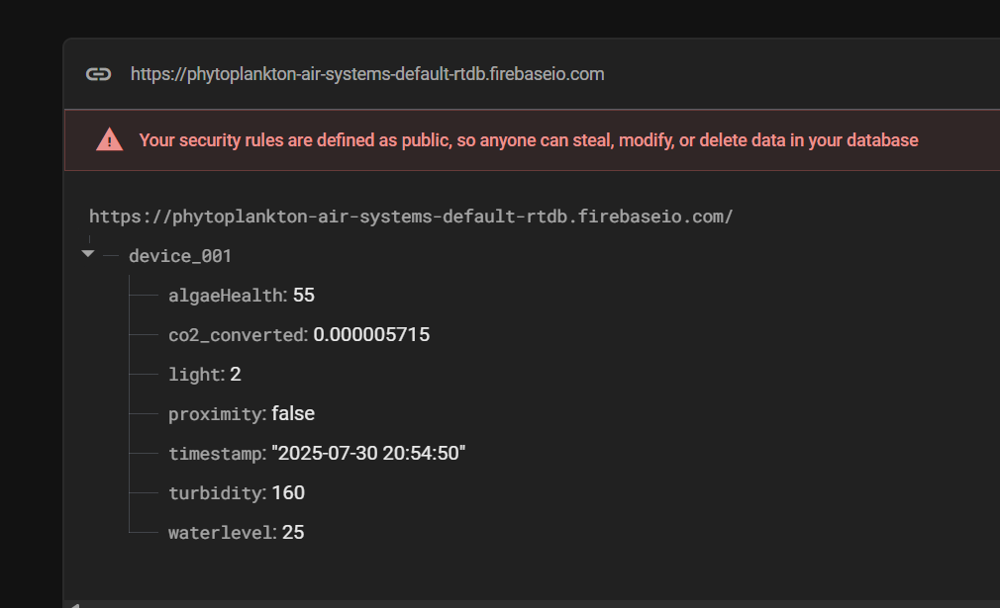 https://phytoplankton-air-systems-default-rtdb.firebaseio.com
Your security rules are defined as public, so anyone can steal, modify, or delete data in your database
https://phytoplankton-air-systems-default-rtdb.firebaseio.com/
device_001
algaeHealth: 55
co2_converted: 0.000005715
light: 2
proximity: false
timestamp: "2025-07-30 20:54:50"
turbidity: 160
waterlevel: 25